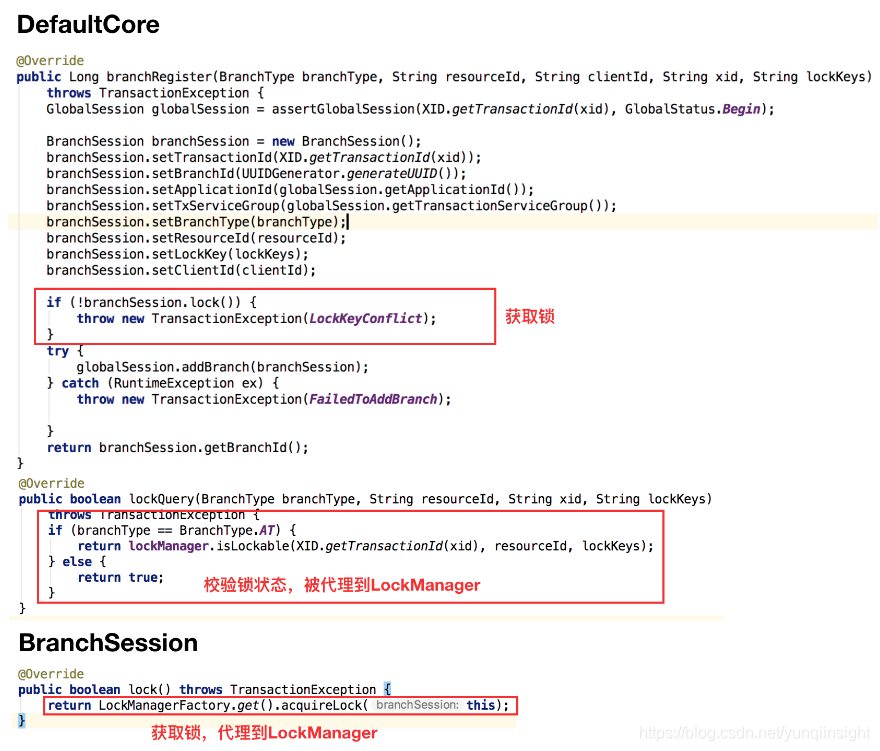 DefaultCore
@Override
public Long branchRegister(BranchType branchType, String resourceId, String clientId, String xid, String lockKeys)
throws TransactionException {
GlobalSession globalSession = assertGlobalSession(XID.getTransactionId(xid), GlobalStatus.Begin);
BranchSession branchSession = new BranchSession();
branchSession.setTransactionId(XID.getTransactionId(xid));
branchSession.setBranchId(UUIDGenerator.generateUUID());
branchSession.setApplicationId(globalSession.getApplicationId());
branchSession.setTxServiceGroup(globalSession.getTransactionServiceGroup());
branchSession.setBranchType(branchType);
branchSession.setResourceId(resourceId);
branchSession.setLockKey(lockKeys);
branchSession.setClientId(clientId);
if (!branchSession.lock()) {
throw new TransactionException(LockKeyConflict);
获取锁
}
try {
globalSession.addBranch(branchSession);
} catch (RuntimeException ex) {
throw new TransactionException(FailedToAddBranch);
}
return branchSession.getBranchId();
}
@Override
public boolean lockQuery(BranchType branchType, String resourceId, String xid, String lockKeys)
throws TransactionException {
if (branchType == BranchType.AT) {
return lockManager.isLockable(XID.getTransactionId(xid), resourceId, lockKeys);
} else {
return true;
校验锁状态，被代理到LockManager
}
}
BranchSession
@Override
public boolean lock() throws TransactionException {
return LockManagerFactory.get().acquireLock( branchSession: this);
}
获取锁，代理到LockManager
https://blog.csdn.net/yunqiinsight